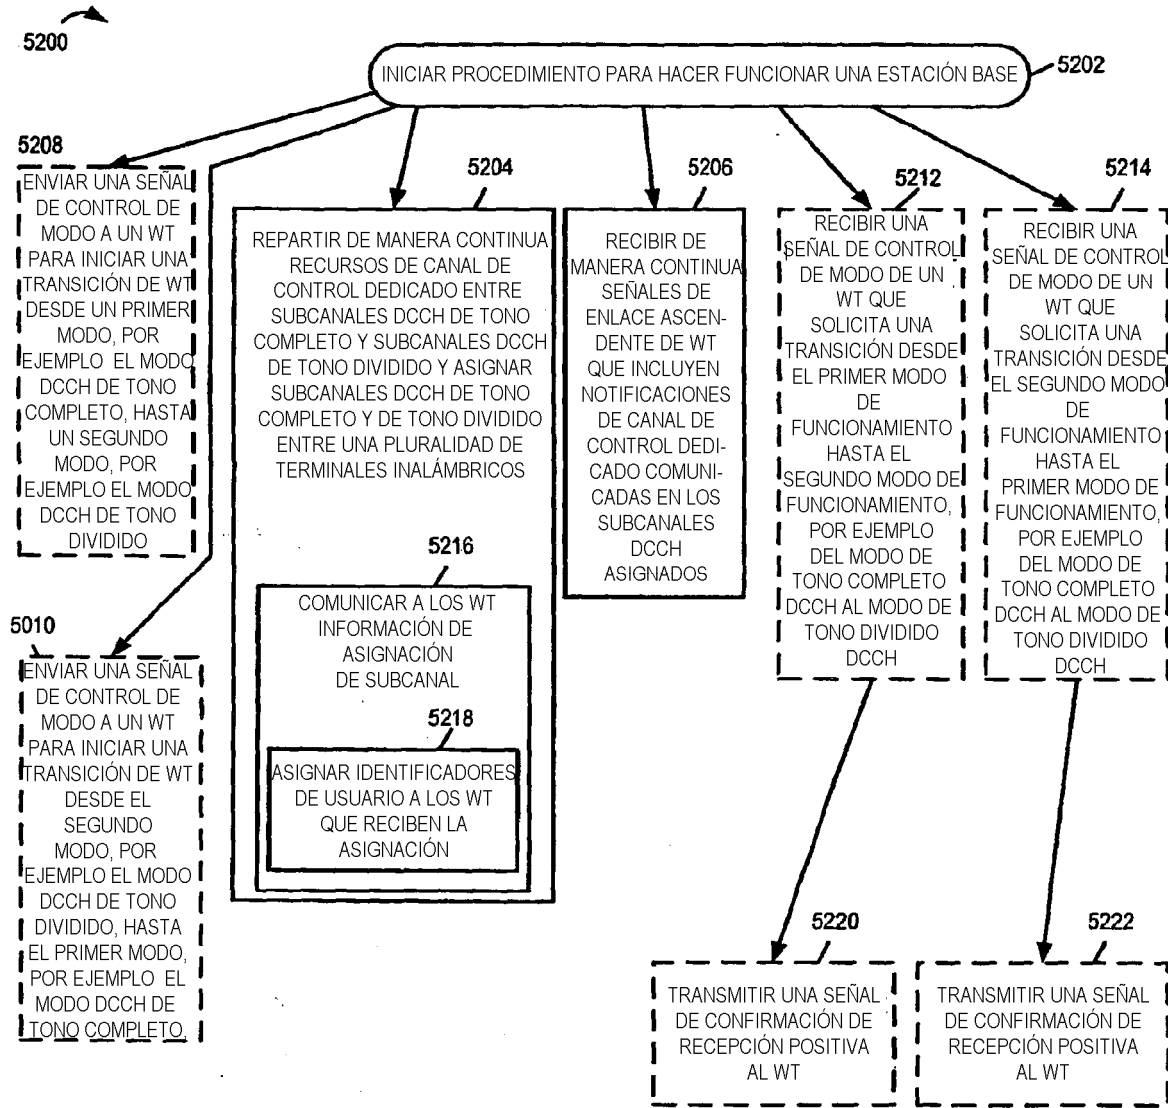 5200
INICIAR PROCEDIMIENTO PARA HACER FUNCIONAR UNA ESTACIÓN BASE
5202
5208
ENVIAR UNA SEÑAL
DE CONTROL DE
MODO A UN WT
PARA INICIAR UNA
TRANSICIÓN DE WT
DESDE UN PRIMER
MODO, POR
EJEMPLO EL MODO
DCCH DE TONO
COMPLETO, HASTA
UN SEGUNDO
MODO, POR
EJEMPLO EL MODO
DCCH DE TONO
DIVIDIDO
5010
ENVIAR UNA SEÑAL
DE CONTROL DE
MODO A UN WT
PARA INICIAR UNA
TRANSICIÓN DE WT
DESDE EL
SEGUNDO
MODO, POR
EJEMPLO EL MODO
DCCH DE TONO
DIVIDIDO, HASTA
EL PRIMER MODO,
POR EJEMPLO EL
MODO DCCH DE
TONO COMPLETO,
5204
REPARTIR DE MANERA CONTINUA
RECURSOS DE CANAL DE
CONTROL DEDICADO ENTRE
SUBCANALES DCCH DE TONO
COMPLETO Y SUBCANALES DCCH
DE TONO DIVIDIDO Y ASIGNAR
SUBCANALES DCCH DE TONO
COMPLETO Y DE TONO DIVIDIDO
ENTRE UNA PLURALIDAD DE
TERMINALES INALÁMBRICOS
5216
COMUNICAR A LOS WT
INFORMACIÓN DE
ASIGNACIÓN
DE SUBCANAL
5218
ASIGNAR IDENTIFICADORES
DE USUARIO A LOS WT
QUE RECIBEN LA
ASIGNACIÓN
5206
RECIBIR DE
MANERA CONTINUA
SEÑALES DE
ENLACE ASCEN-
DENTE DE WT
QUE INCLUYEN
NOTIFICACIONES
DE CANAL DE
CONTROL DEDI-
CADO COMUNI-
CADAS EN LOS
SUBCANALES
DCCH
ASIGNADOS
5212
RECIBIR UNA
SEÑAL DE CONTROL
DE MODO DE UN
WT QUE
SOLICITA UNA
TRANSICIÓN DESDE
EL PRIMER MODO
DE
FUNCIONAMIENTO
HASTA EL
SEGUNDO MODO DE
FUNCIONAMIENTO,
POR EJEMPLO
DEL MODO DE
TONO COMPLETO
DCCH AL MODO DE
TONO DIVIDIDO
DCCH
5214
RECIBIR UNA
SEÑAL DE CONTROL
DE MODO DE UN
WT QUE
SOLICITA UNA
TRANSICIÓN DESDE
EL SEGUNDO MODO
DE
FUNCIONAMIENTO
HASTA EL
PRIMER MODO DE
FUNCIONAMIENTO,
POR EJEMPLO
DEL MODO DE
TONO COMPLETO
DCCH AL MODO DE
TONO DIVIDIDO
DCCH
5220
TRANSMITIR UNA SEÑAL
DE CONFIRMACIÓN DE
RECEPCIÓN POSITIVA
AL WT
5222
TRANSMITIR UNA SEÑAL
DE CONFIRMACIÓN DE
RECEPCIÓN POSITIVA
AL WT